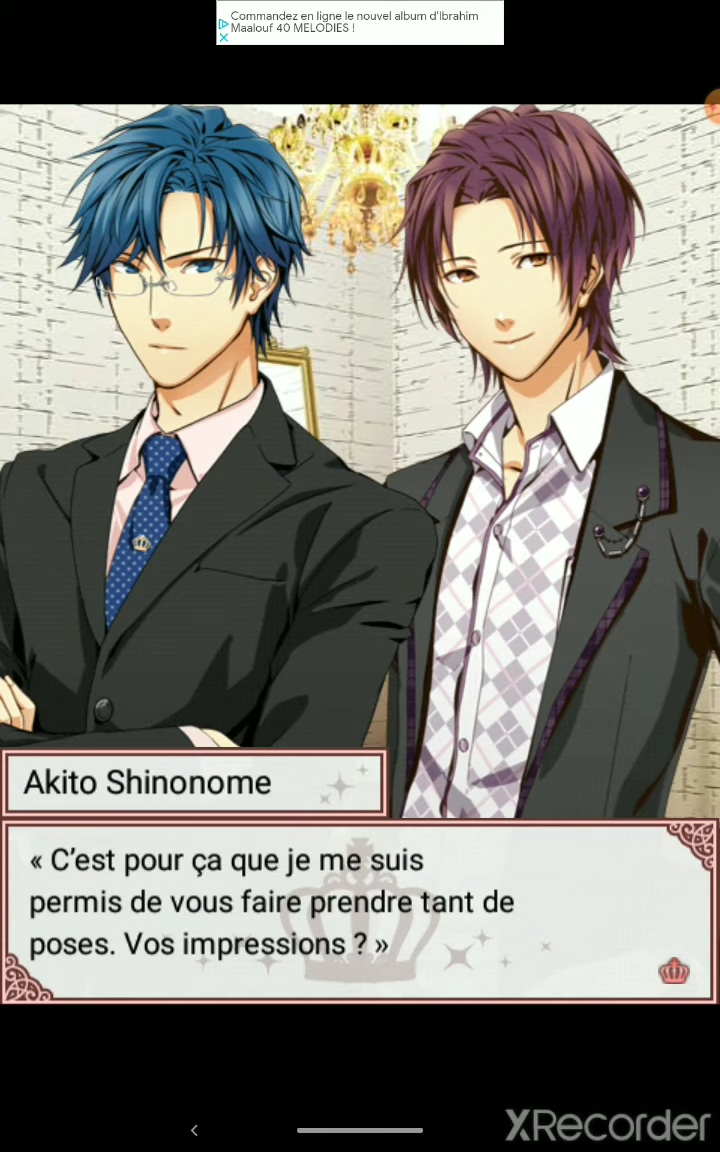 Commandez en ligne le nouvel album d'Ibrahim
Maalouf 40 MELODIES !
Akito Shinonome
« C’est pour ça que je me suis
permis de vous faire prendre tant de
poses. Vos impressions ? »
XRecorder